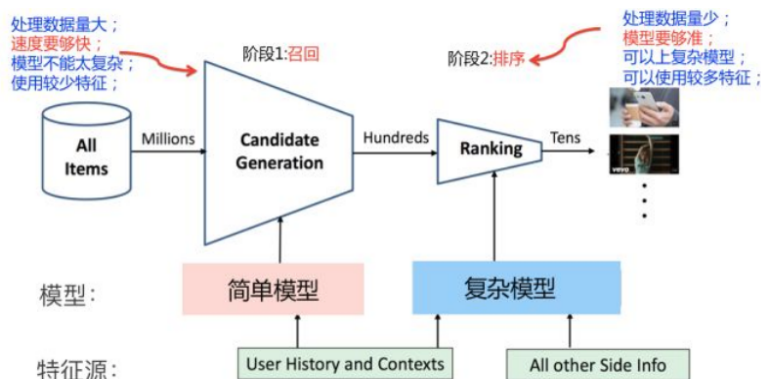 处理数据量大；
速度要够快；
模型不能太复杂；
使用较少特征；
阶段1:召回
阶段2:排序
处理数据量少；
模型要够准；
可以上复杂模型；
可以使用较多特征；
All
Items
Millions
Candidate
Generation
Hundreds
Ranking
Tens
vevo
模型：
简单模型
复杂模型
特征源：
User History and Contexts
All other Side Info